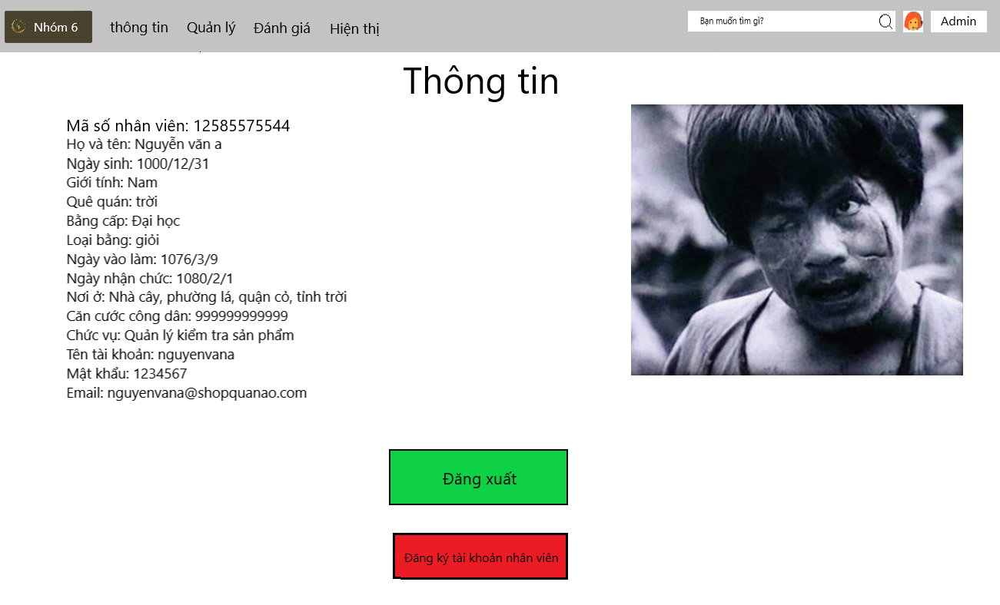 Nhóm 6
thông tin
Quản lý
Đánh giá
Hiện thị
Bạn muốn tìm gì?
Admin
Thông tin
Mã số nhân viên: 12585575544
Họ và tên: Nguyễn văn a
Ngày sinh: 1000/12/31
Giới tính: Nam
Quê quán: trời
Bằng cấp: Đại học
Loại bằng: giỏi
Ngày vào làm: 1076/3/9
Ngày nhận chức: 1080/2/1
Nơi ở: Nhà cây, phường lá, quận cỏ, tỉnh trời
Căn cước công dân: 999999999999
Chức vụ: Quản lý kiểm tra sản phẩm
Tên tài khoản: nguyenvana
Mật khẩu: 1234567
Email: nguyenvana@shopquanao.com
Đăng xuất
Đăng ký tài khoản nhân viên